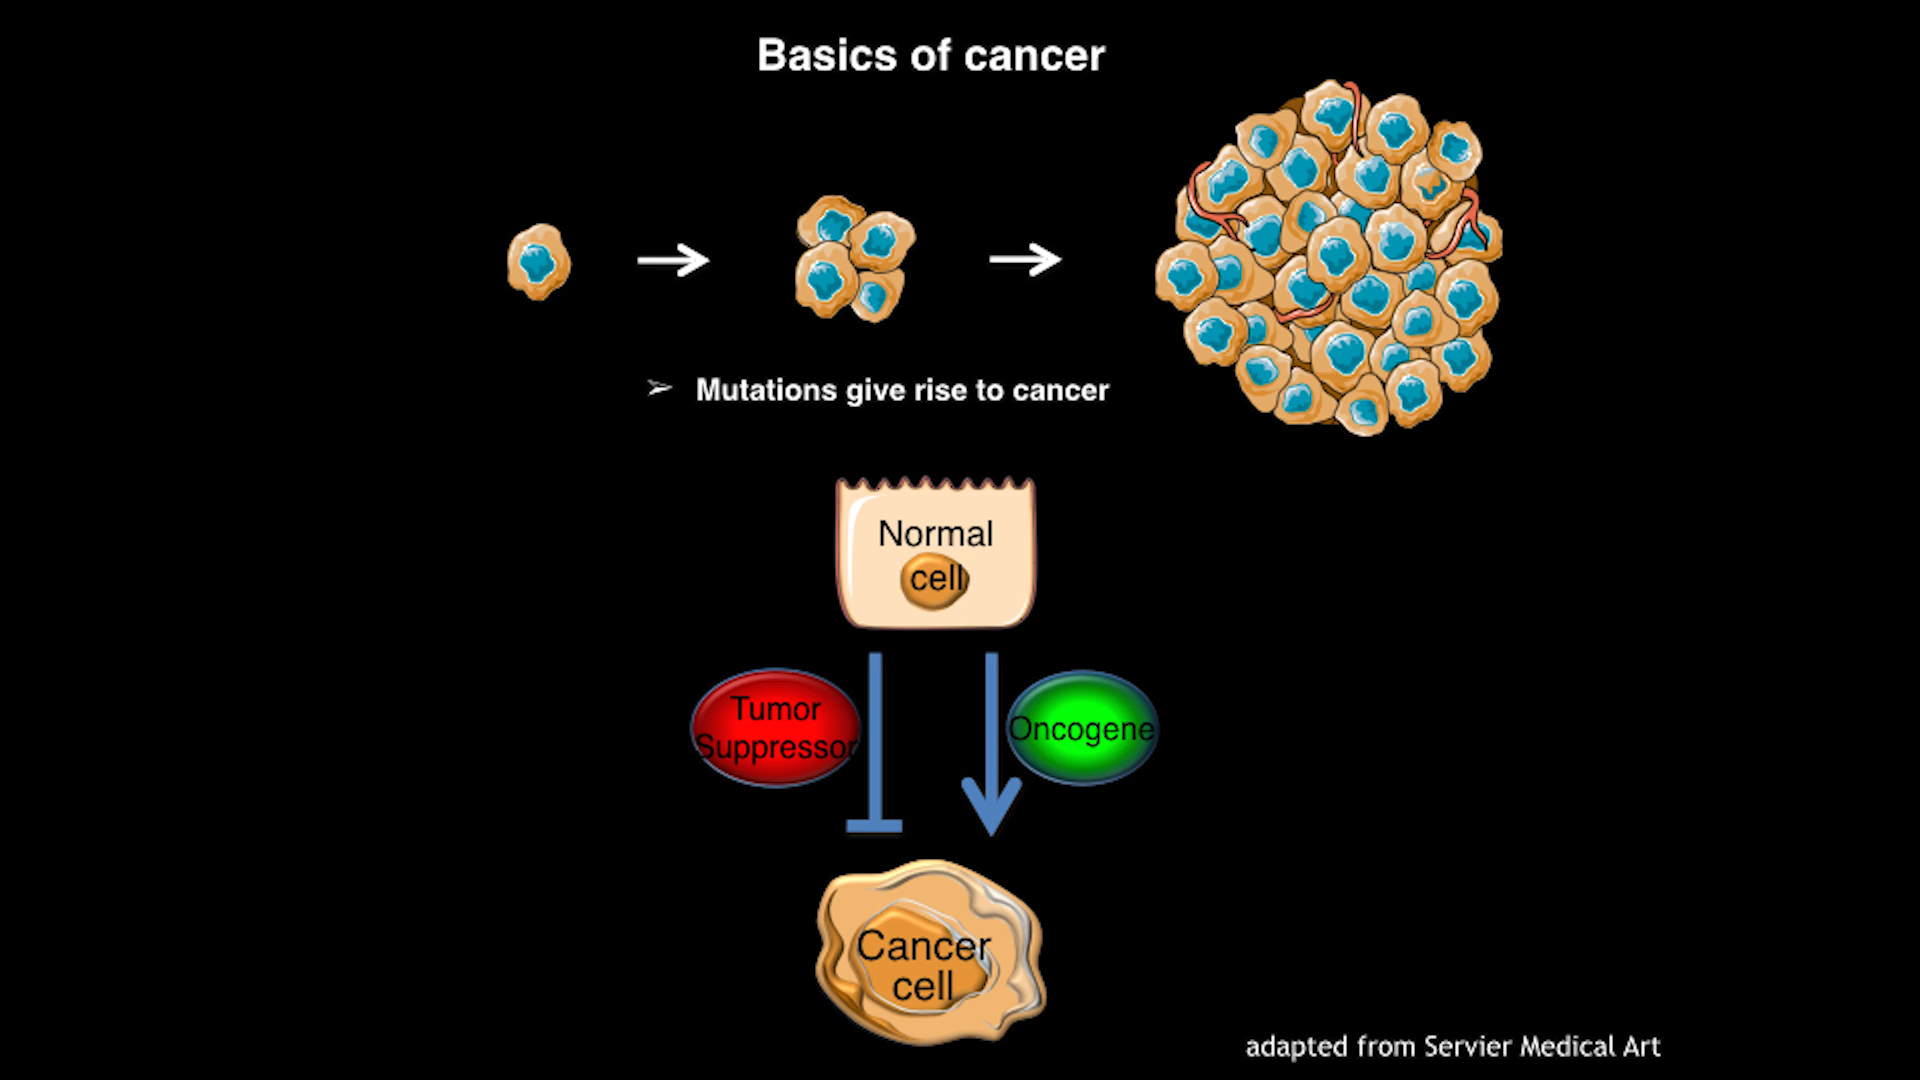 Basics of cancer
➢ Mutations give rise to cancer
Normal
cell
Tumor
Suppressor
Oncogene
Cancer
cell
adapted from Servier Medical Art